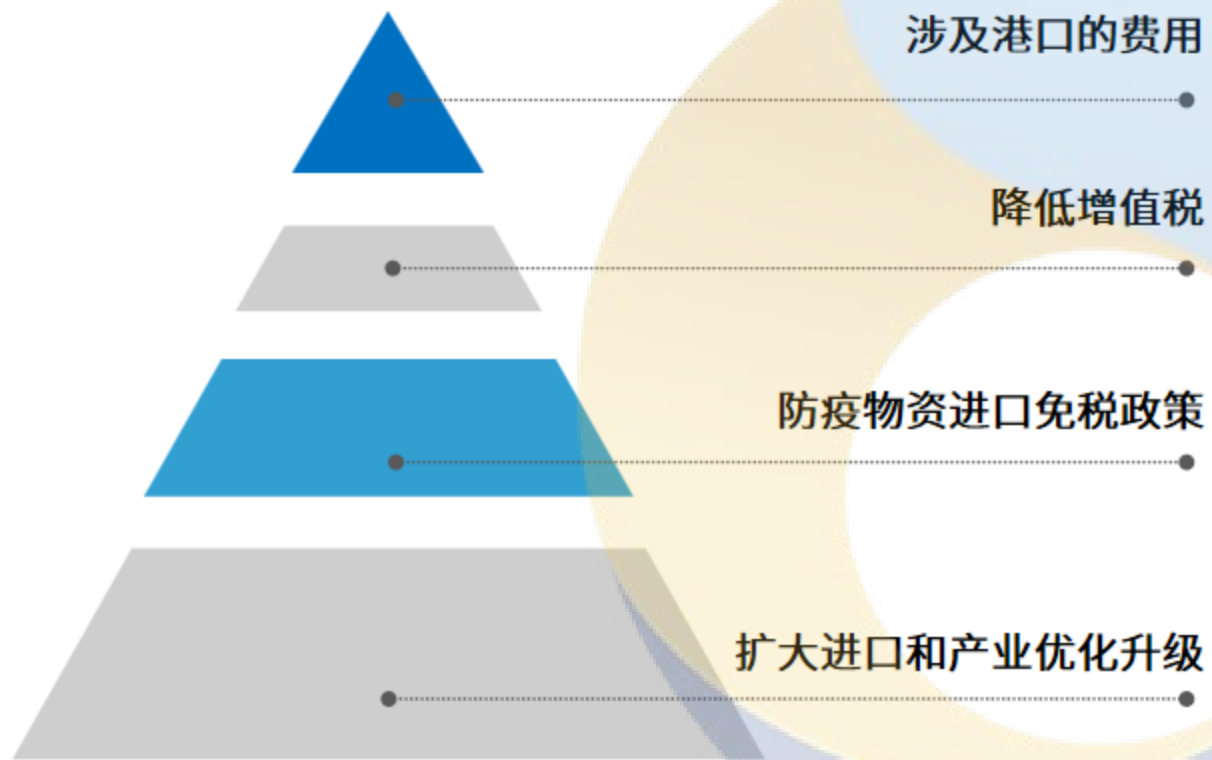 涉及港口的费用
降低增值税
防疫物资进口免税政策
扩大进口和产业优化升级